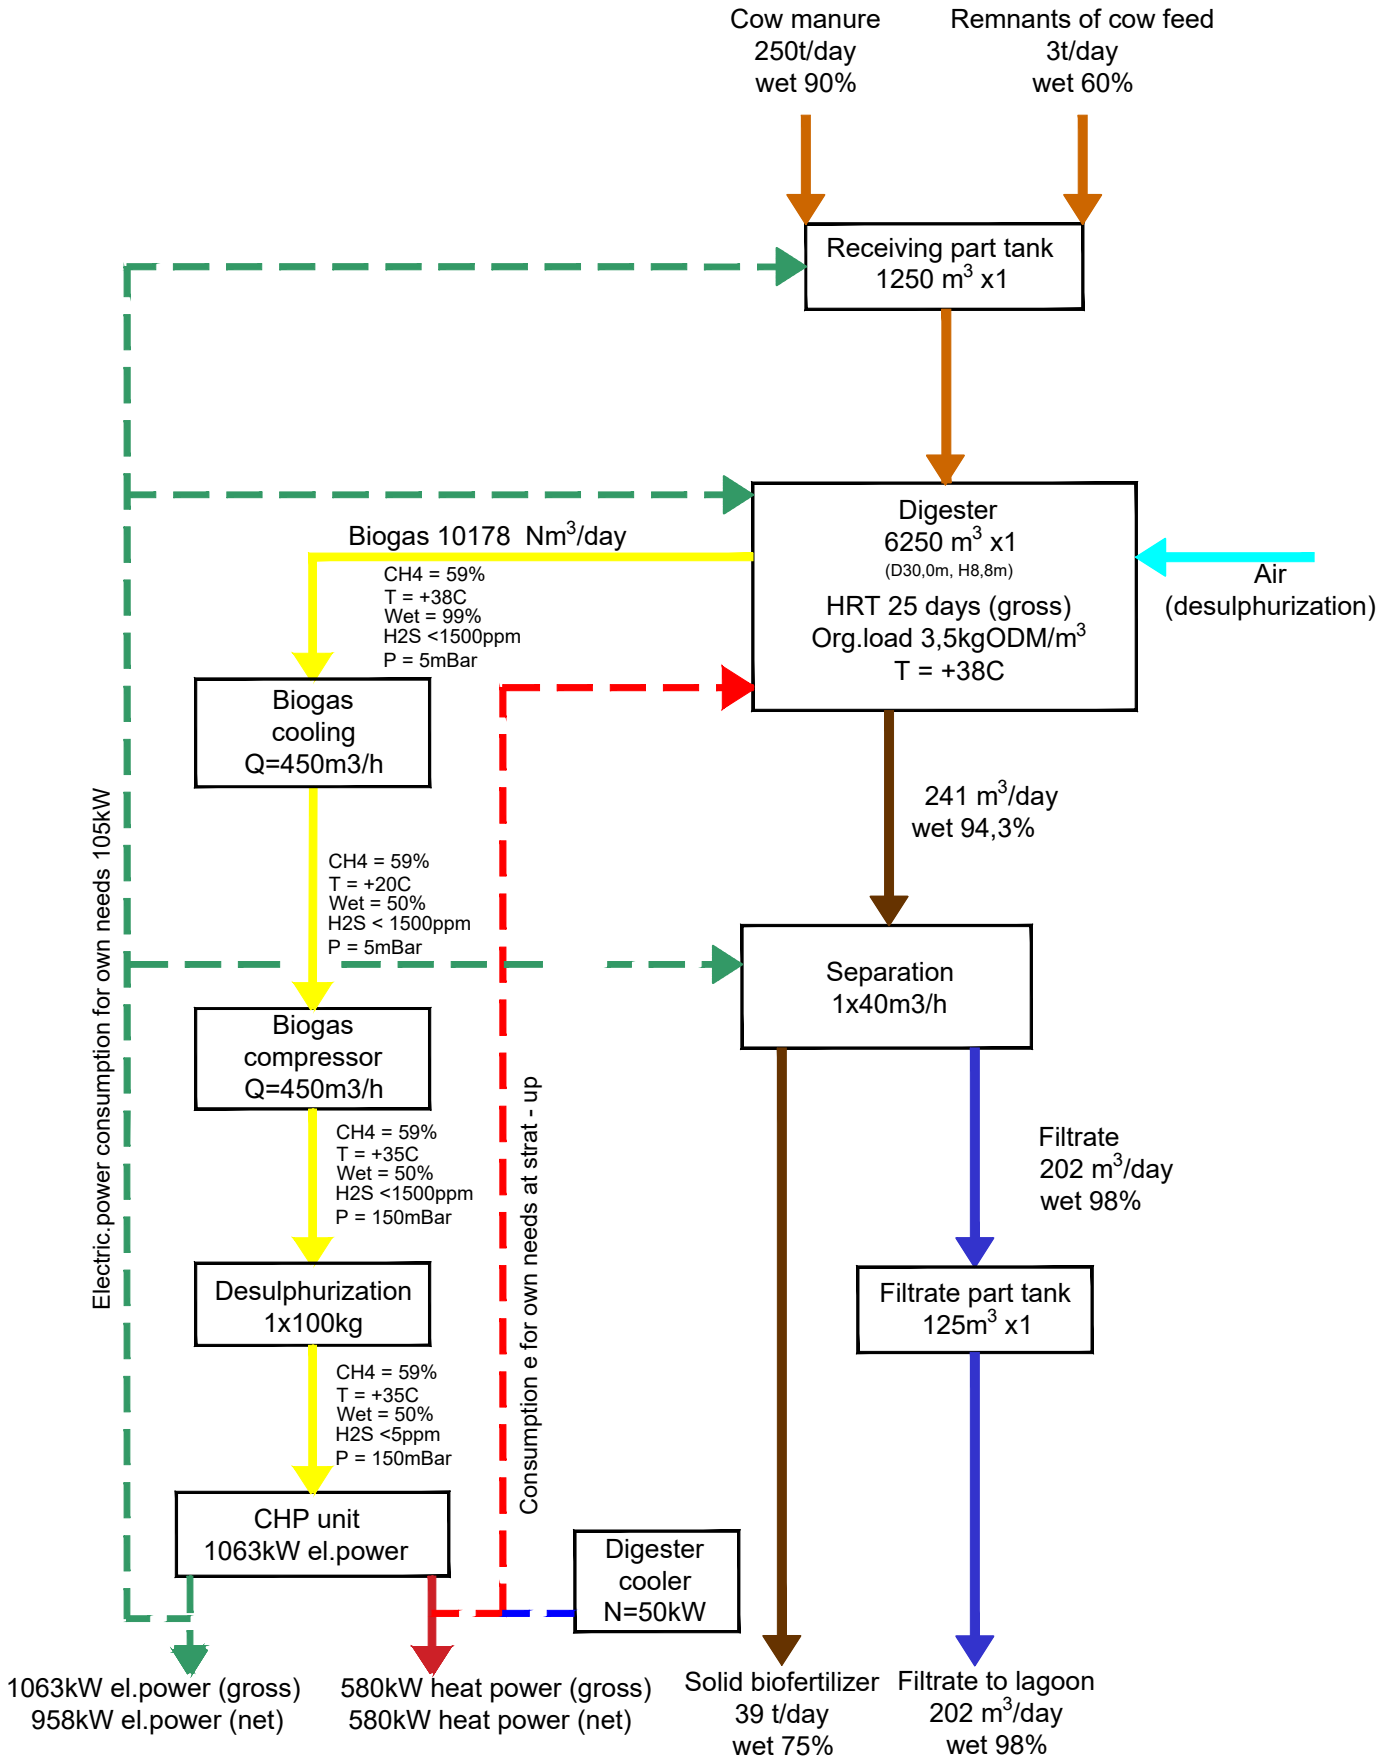 Cow manure
250t/day
wet 90%
Remnants of cow feed
3t/day
wet 60%
Receiving part tank
1250 m³ x1
Digester
6250 m³ x1
(D30,0m, H8,8m)
HRT 25 days (gross)
Org.load 3,5kgODM/m³
T = +38C
Air
(desulphurization)
Biogas 10178 Nm³/day
CH4 = 59%
T = +38C
Wet = 99%
H2S <1500ppm
P = 5mBar
Biogas
cooling
Q=450m3/h
241 m³/day
wet 94,3%
CH4 = 59%
T = +20C
Wet = 50%
H2S < 1500ppm
P = 5mBar
Separation
1x40m3/h
Biogas
compressor
Q=450m3/h
Electric.power consumption for own needs 105kW
Consumption e for own needs at strat - up
CH4 = 59%
T = +35C
Wet = 50%
H2S <1500ppm
P = 150mBar
Filtrate
202 m³/day
wet 98%
Desulphurization
1x100kg
Filtrate part tank
125m³ x1
CH4 = 59%
T = +35C
Wet = 50%
H2S <5ppm
P = 150mBar
CHP unit
1063kW el.power
Digester
cooler
N=50kW
1063kW el.power (gross)
958kW el.power (net)
580kW heat power (gross)
580kW heat power (net)
Solid biofertilizer
39 t/day
wet 75%
Filtrate to lagoon
202 m³/day
wet 98%